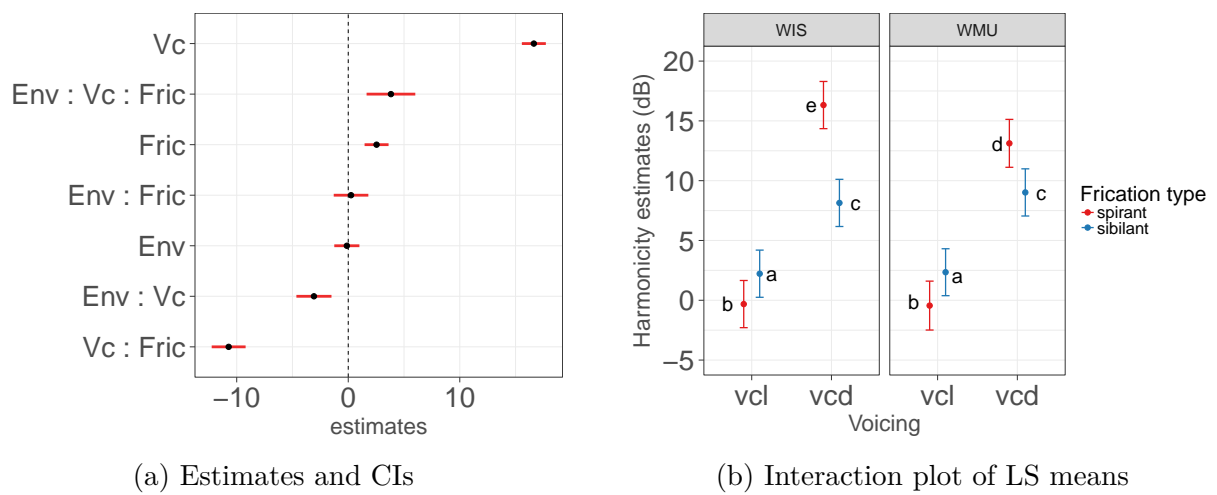 Vc
Env : Vc : Fric
Fric
Env : Fric
Env
Env : Vc
Vc : Fric
−10 0 10
estimates
(a) Estimates and CIs
WIS WMU
Harmonicity estimates (dB)
20
15
10
5
0
−5
e
c
a
b
d
c
a
b
vcl vcd vcl vcd
Voicing
Frication type
spirant
sibilant
(b) Interaction plot of LS means